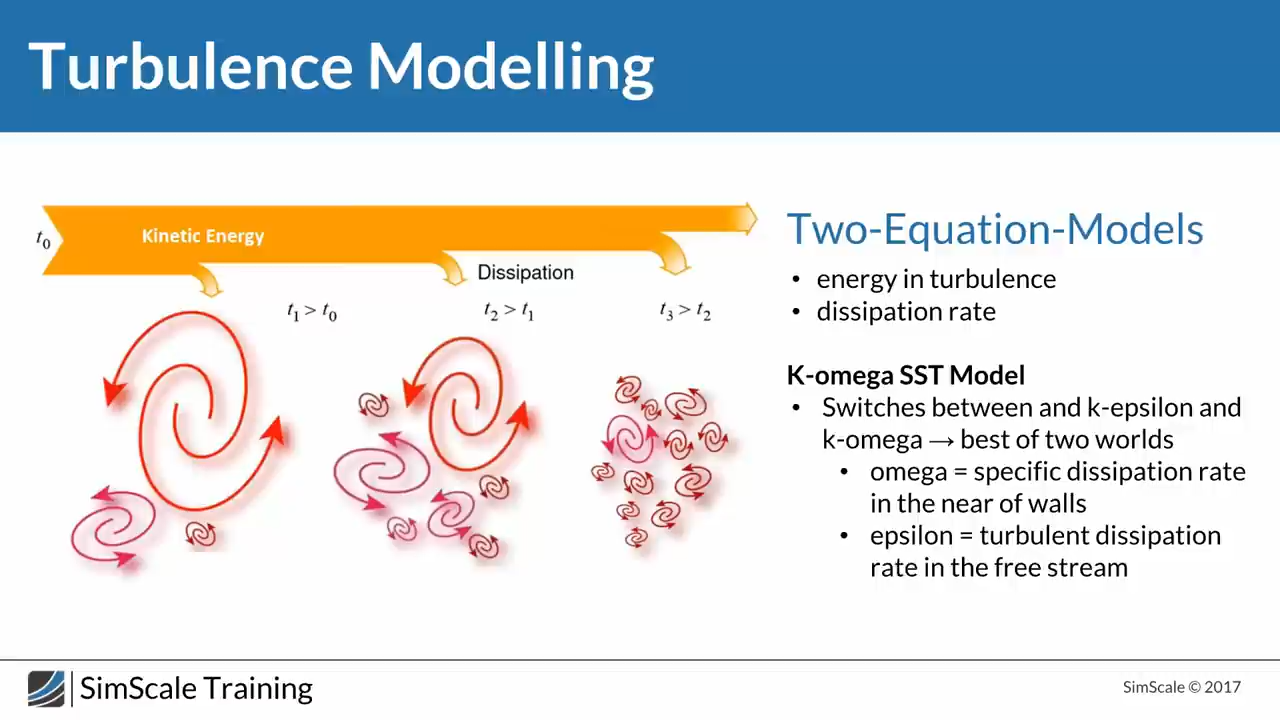 Turbulence Modelling
t0
Kinetic Energy
Dissipation
t1 > t0
t2 > t1
t3 > t2
Two-Equation-Models
• energy in turbulence
• dissipation rate
K-omega SST Model
• Switches between and k-epsilon and
k-omega → best of two worlds
• omega = specific dissipation rate
in the near of walls
• epsilon = turbulent dissipation
rate in the free stream
SimScale Training
SimScale © 2017